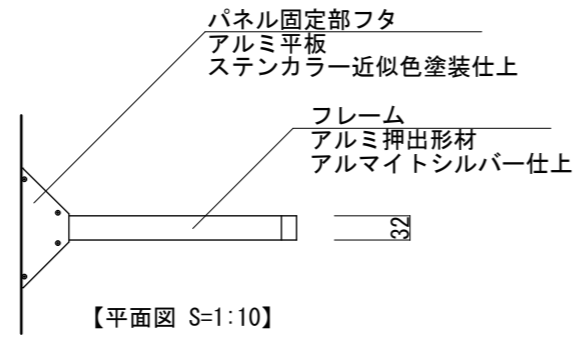 パネル固定部フタ
アルミ平板
ステンカラー近似色塗装仕上
フレーム
アルミ押出形材
アルマイトシルバー仕上
32
【平面図 S=1:10】